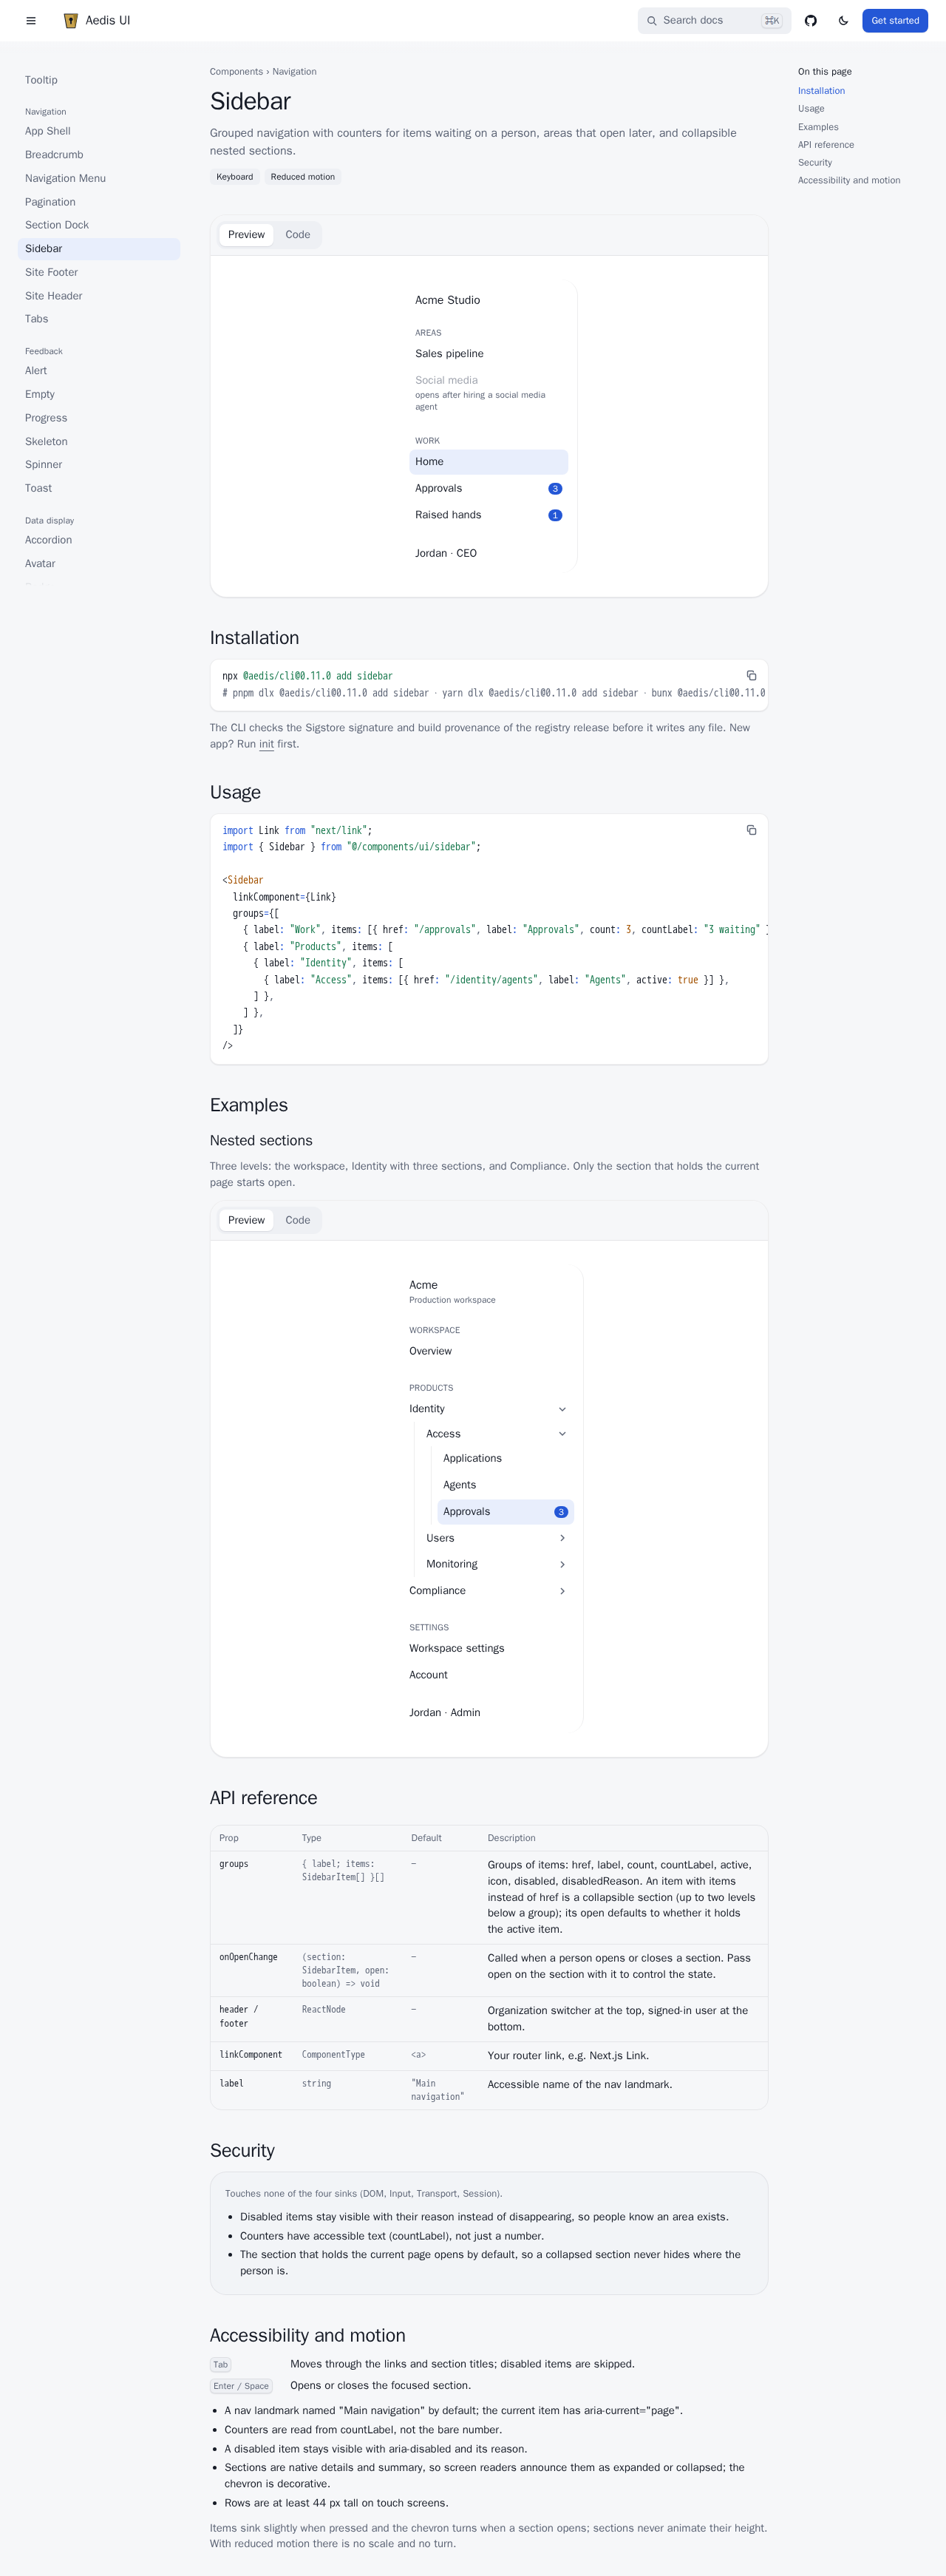 Aedis UI
Search docs
⌘K
Get started
Tooltip
Navigation
App Shell
Breadcrumb
Navigation Menu
Pagination
Section Dock
Sidebar
Site Footer
Site Header
Tabs
Feedback
Alert
Empty
Progress
Skeleton
Spinner
Toast
Data display
Accordion
Avatar
Components › Navigation
Sidebar
Grouped navigation with counters for items waiting on a person, areas that open later, and collapsible
nested sections.
Keyboard
Reduced motion
On this page
Installation
Usage
Examples
API reference
Security
Accessibility and motion
Preview
Code
Acme Studio
AREAS
Sales pipeline
Social media
opens after hiring a social media
agent
WORK
Home
Approvals 3
Raised hands 1
Jordan · CEO
Installation
npx @aedis/cli@0.11.0 add sidebar
# pnpm dlx @aedis/cli@0.11.0 add sidebar · yarn dlx @aedis/cli@0.11.0 add sidebar · bunx @aedis/cli@0.11.0
The CLI checks the Sigstore signature and build provenance of the registry release before it writes any file. New
app? Run init first.
Usage
import Link from "next/link";
import { Sidebar } from "@/components/ui/sidebar";
<Sidebar
linkComponent={Link}
groups={[
{ label: "Work", items: [{ href: "/approvals", label: "Approvals", count: 3, countLabel: "3 waiting" }
{ label: "Products", items: [
{ label: "Identity", items: [
{ label: "Access", items: [{ href: "/identity/agents", label: "Agents", active: true }] },
] },
] },
]}
/>
Examples
Nested sections
Three levels: the workspace, Identity with three sections, and Compliance. Only the section that holds the current
page starts open.
Preview
Code
Acme
Production workspace
WORKSPACE
Overview
PRODUCTS
Identity
Access
Applications
Agents
Approvals 3
Users
Monitoring
Compliance
SETTINGS
Workspace settings
Account
Jordan · Admin
API reference
Prop Type Default Description
groups { label; items: – Groups of items: href, label, count, countLabel, active,
SidebarItem[] }[] icon, disabled, disabledReason. An item with items
instead of href is a collapsible section (up to two levels
below a group); its open defaults to whether it holds
the active item.
onOpenChange (section: – Called when a person opens or closes a section. Pass
SidebarItem, open: open on the section with it to control the state.
boolean) => void
header / ReactNode – Organization switcher at the top, signed-in user at the
footer bottom.
linkComponent ComponentType <a> Your router link, e.g. Next.js Link.
label string "Main Accessible name of the nav landmark.
navigation"
Security
Touches none of the four sinks (DOM, Input, Transport, Session).
• Disabled items stay visible with their reason instead of disappearing, so people know an area exists.
• Counters have accessible text (countLabel), not just a number.
• The section that holds the current page opens by default, so a collapsed section never hides where the
person is.
Accessibility and motion
Tab Moves through the links and section titles; disabled items are skipped.
Enter / Space Opens or closes the focused section.
• A nav landmark named "Main navigation" by default; the current item has aria-current="page".
• Counters are read from countLabel, not the bare number.
• A disabled item stays visible with aria-disabled and its reason.
• Sections are native details and summary, so screen readers announce them as expanded or collapsed; the
chevron is decorative.
• Rows are at least 44 px tall on touch screens.
Items sink slightly when pressed and the chevron turns when a section opens; sections never animate their height.
With reduced motion there is no scale and no turn.